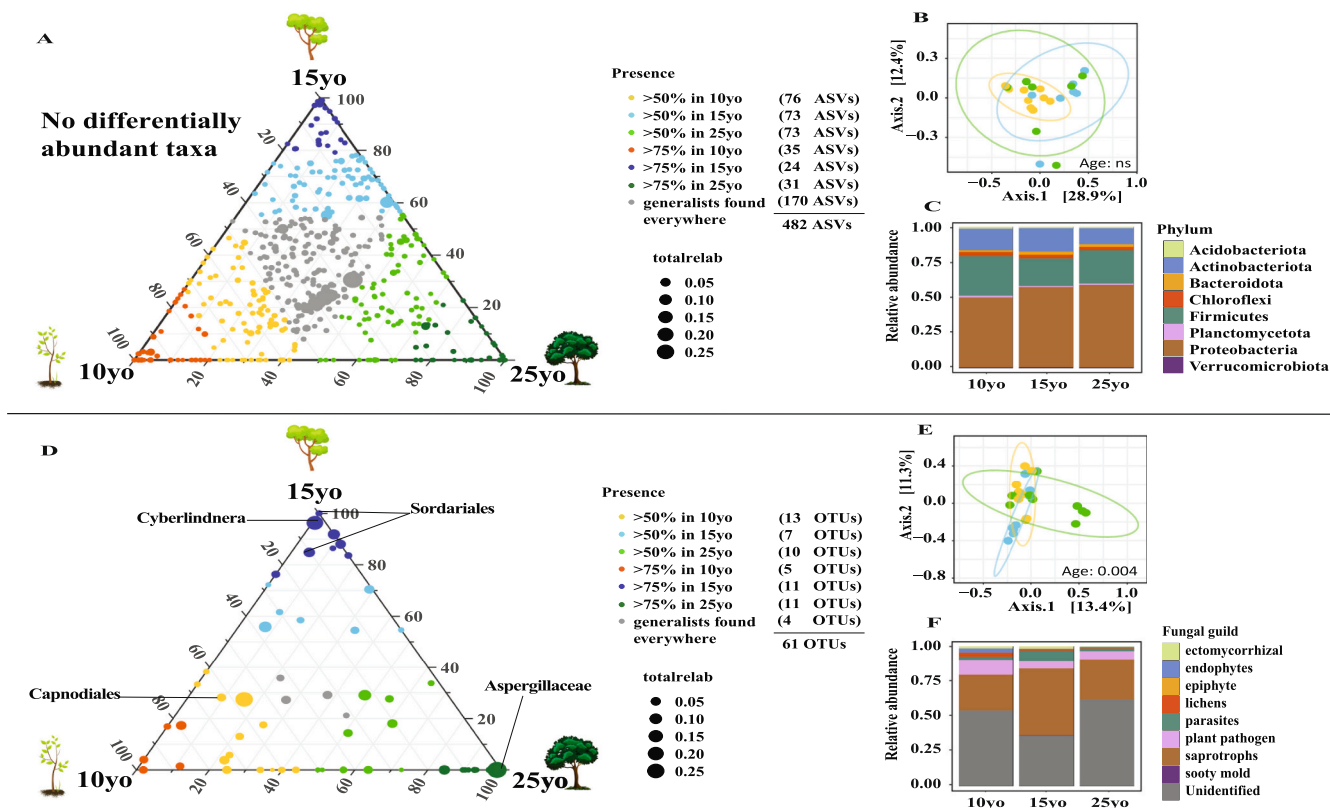 A
15yo
No differentially
abundant taxa
100
80
60
40
20
20
40
60
80
100
20
40
60
80
100
10yo
25yo
Presence
>50% in 10yo (76 ASVs)
>50% in 15yo (73 ASVs)
>50% in 25yo (73 ASVs)
>75% in 10yo (35 ASVs)
>75% in 15yo (24 ASVs)
>75% in 25yo (31 ASVs)
generalists found (170 ASVs)
everywhere
482 ASVs
totalrelab
0.05
0.10
0.15
0.20
0.25
B
Axis.2 [12.4%]
0.3
0.0
−0.3
Age: ns
−0.5 0.0 0.5 1.0
Axis.1 [28.9%]
C
Relative abundance
1.00
0.75
0.50
0.25
0.00
10yo 15yo 25yo
Phylum
Acidobacteriota
Actinobacteriota
Bacteroidota
Chloroflexi
Firmicutes
Planctomycetota
Proteobacteria
Verrucomicrobiota
D
15yo
Cyberlindnera
Sordariales
Capnodiales
Aspergillaceae
100
80
60
40
20
20
40
60
80
100
20
40
60
80
100
10yo
25yo
Presence
>50% in 10yo (13 OTUs)
>50% in 15yo (7 OTUs)
>50% in 25yo (10 OTUs)
>75% in 10yo (5 OTUs)
>75% in 15yo (11 OTUs)
>75% in 25yo (11 OTUs)
generalists found (4 OTUs)
everywhere
61 OTUs
totalrelab
0.05
0.10
0.15
0.20
0.25
E
Axis.2 [11.3%]
0.4
0.0
−0.4
−0.8
Age: 0.004
−0.5 0.0 0.5 1.0
Axis.1 [13.4%]
F
Relative abundance
1.00
0.75
0.50
0.25
0.00
10yo 15yo 25yo
Fungal guild
ectomycorrhizal
endophytes
epiphyte
lichens
parasites
plant pathogen
saprotrophs
sooty mold
Unidentified